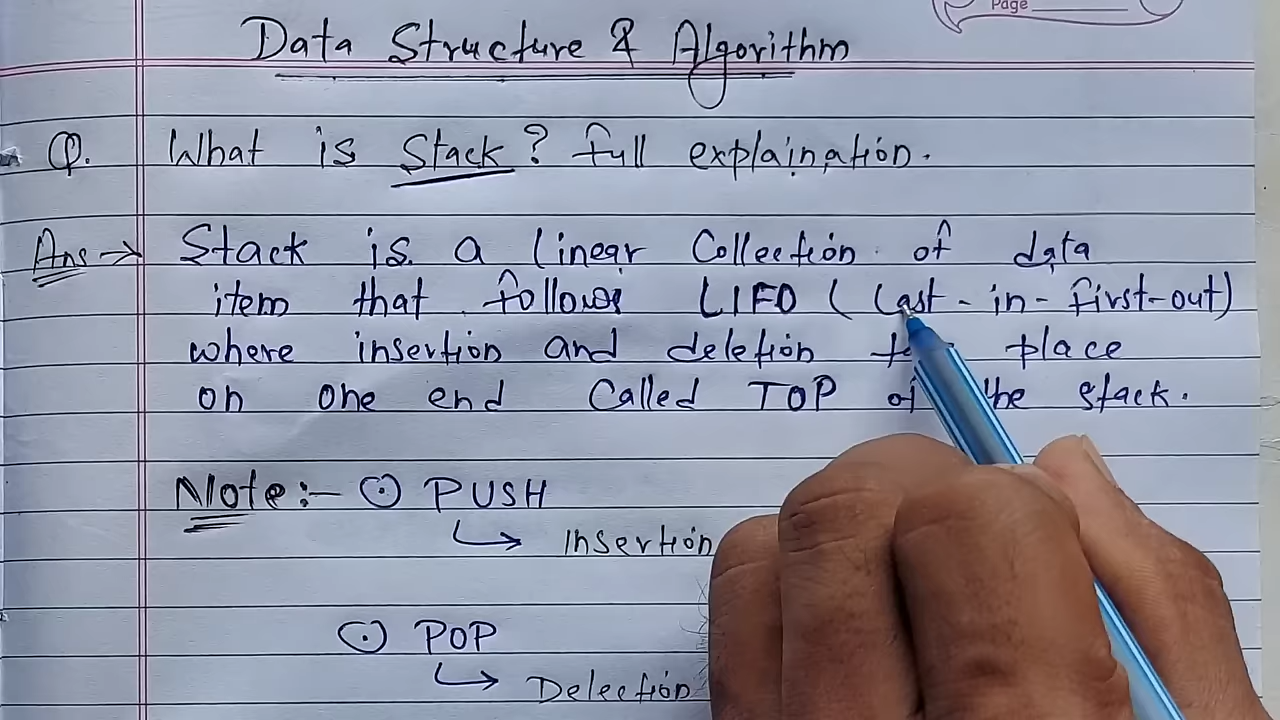 Page
Data Structure & Algorithm
Q. What is Stack? full explaination.
Ans → Stack is a linear Collection of data
item that follows LIFO (Last-in-first-out)
where insertion and deletion place
on one end Called TOP of the stack.
Note:- ⊙ PUSH
↳ Insertion
⊙ POP
↳ Delection